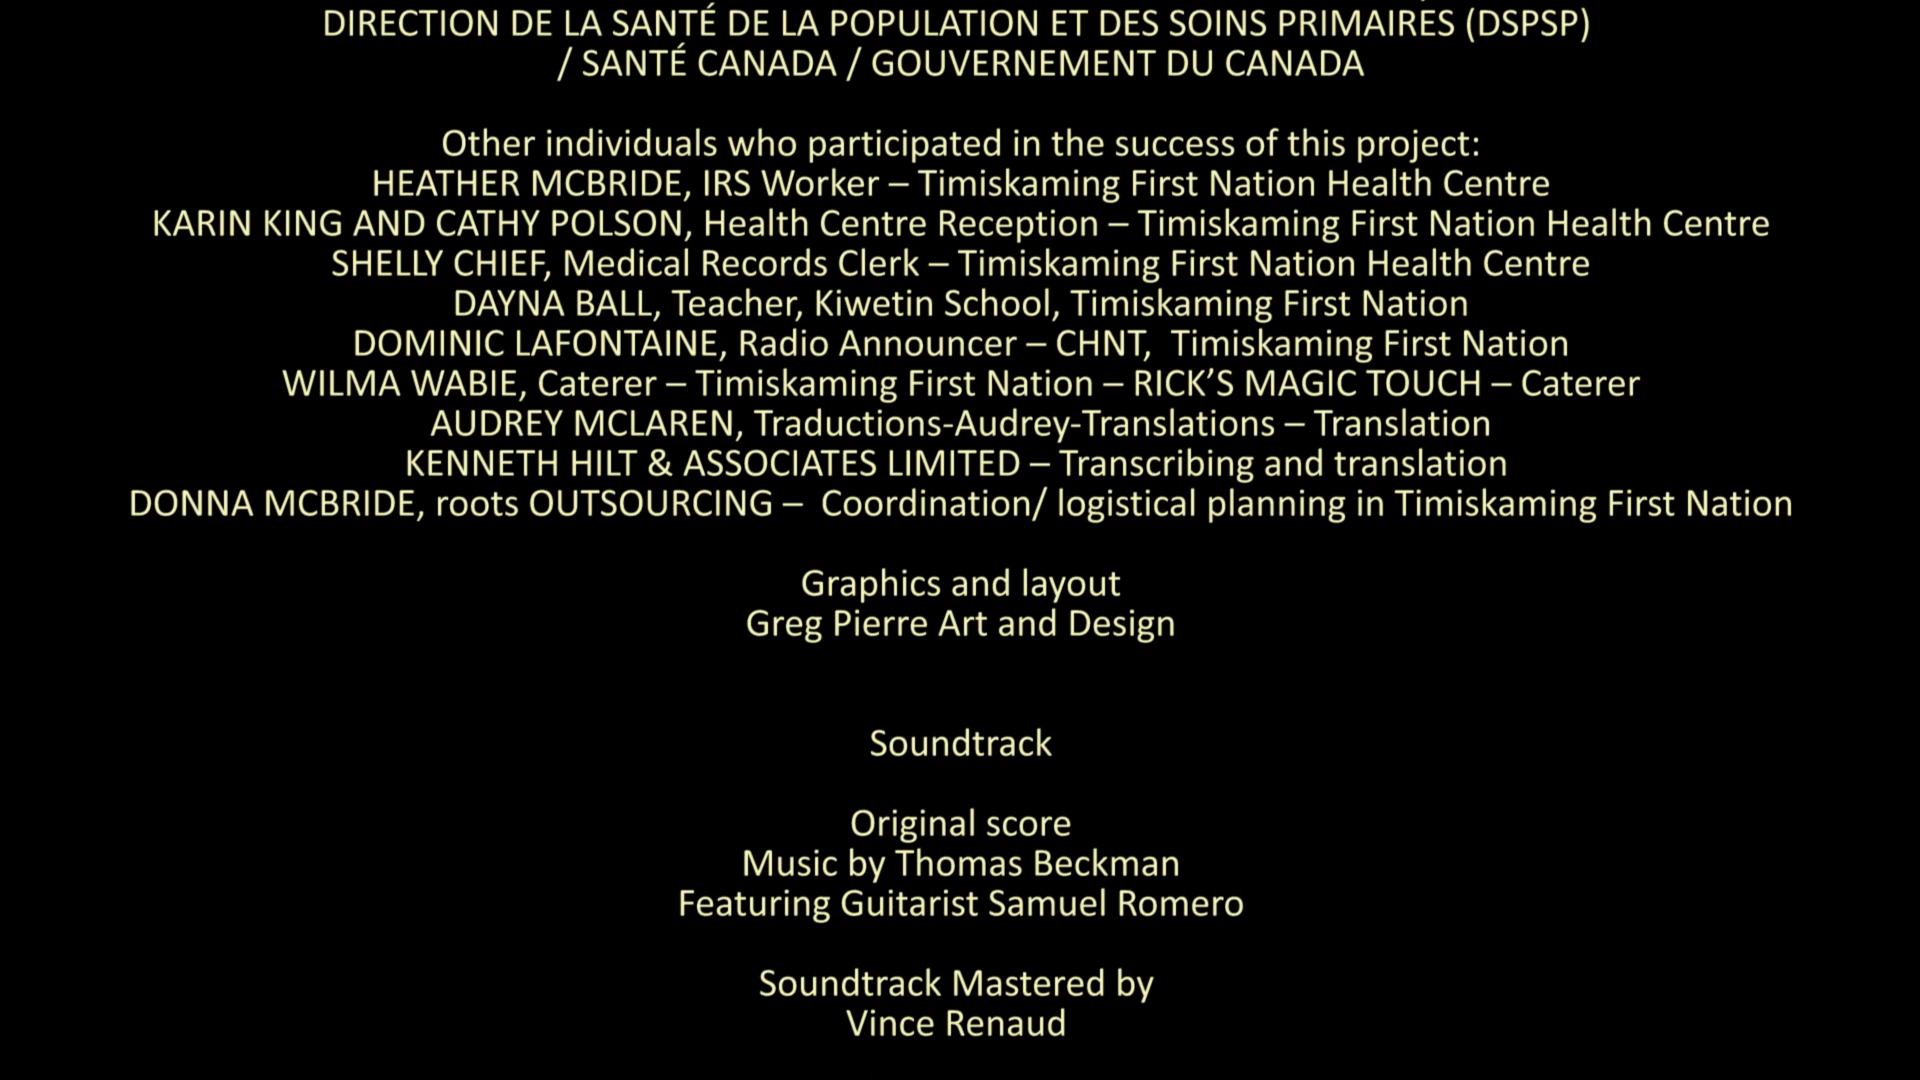 DIRECTION DE LA SANTÉ DE LA POPULATION ET DES SOINS PRIMAIRES (DSPSP)
/ SANTÉ CANADA / GOUVERNEMENT DU CANADA
Other individuals who participated in the success of this project:
HEATHER MCBRIDE, IRS Worker – Timiskaming First Nation Health Centre
KARIN KING AND CATHY POLSON, Health Centre Reception – Timiskaming First Nation Health Centre
SHELLY CHIEF, Medical Records Clerk – Timiskaming First Nation Health Centre
DAYNA BALL, Teacher, Kiwetin School, Timiskaming First Nation
DOMINIC LAFONTAINE, Radio Announcer – CHNT,  Timiskaming First Nation
WILMA WABIE, Caterer – Timiskaming First Nation – RICK’S MAGIC TOUCH – Caterer
AUDREY MCLAREN, Traductions-Audrey-Translations – Translation
KENNETH HILT & ASSOCIATES LIMITED – Transcribing and translation
DONNA MCBRIDE, roots OUTSOURCING –  Coordination/ logistical planning in Timiskaming First Nation
Graphics and layout
Greg Pierre Art and Design
Soundtrack
Original score
Music by Thomas Beckman
Featuring Guitarist Samuel Romero
Soundtrack Mastered by
Vince Renaud